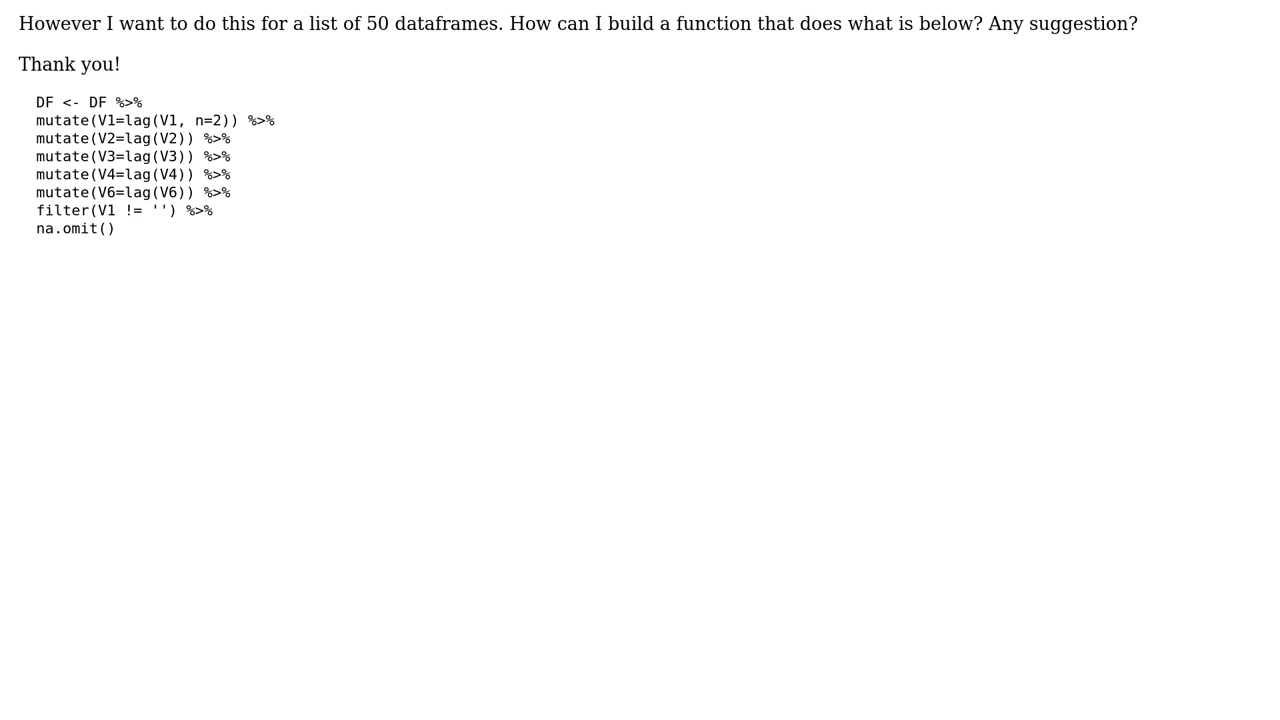 However I want to do this for a list of 50 dataframes. How can I build a function that does what is below? Any suggestion?
Thank you!
DF <- DF %>%
mutate(V1=lag(V1, n=2)) %>%
mutate(V2=lag(V2)) %>%
mutate(V3=lag(V3)) %>%
mutate(V4=lag(V4)) %>%
mutate(V6=lag(V6)) %>%
filter(V1 != '') %>%
na.omit()